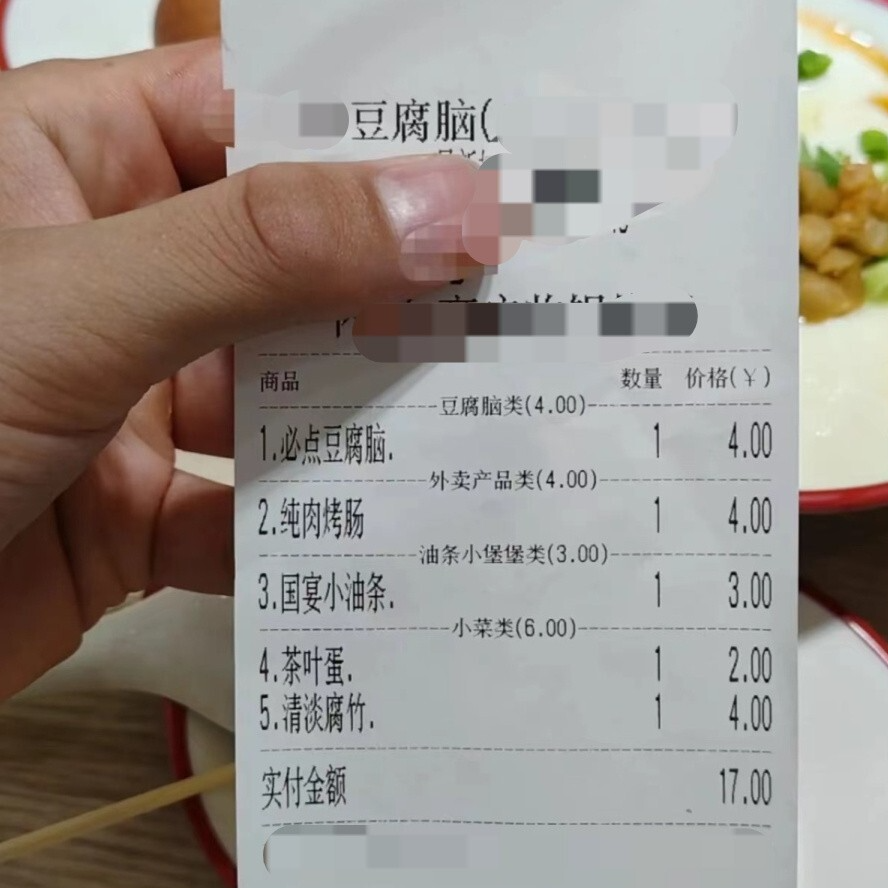 豆腐脑(
商品 数量 价格(￥)
豆腐脑类(4.00)
1.必点豆腐脑. 1 4.00
外卖产品类(4.00)
2.纯肉烤肠 1 4.00
油条小堡堡类(3.00)
3.国宴小油条. 1 3.00
小菜类(6.00)
4.茶叶蛋. 1 2.00
5.清淡腐竹. 1 4.00
实付金额 17.00